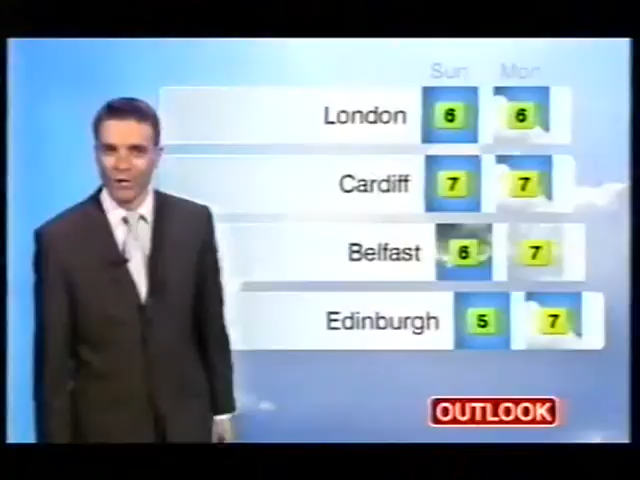 Sun Mon
London 6 6
Cardiff 7 7
Belfast 6 7
Edinburgh 5 7
OUTLOOK